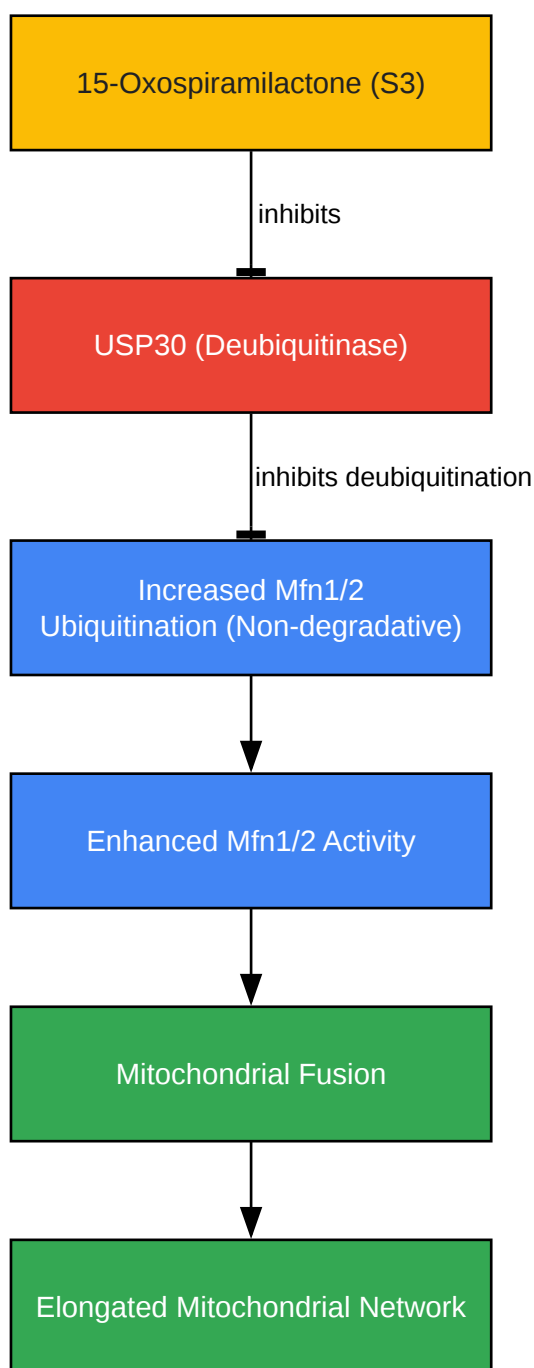 15-Oxospiramilactone (S3)
inhibits
USP30 (Deubiquitinase)
inhibits deubiquitination
Increased Mfn1/2
Ubiquitination (Non-degradative)
Enhanced Mfn1/2 Activity
Mitochondrial Fusion
Elongated Mitochondrial Network